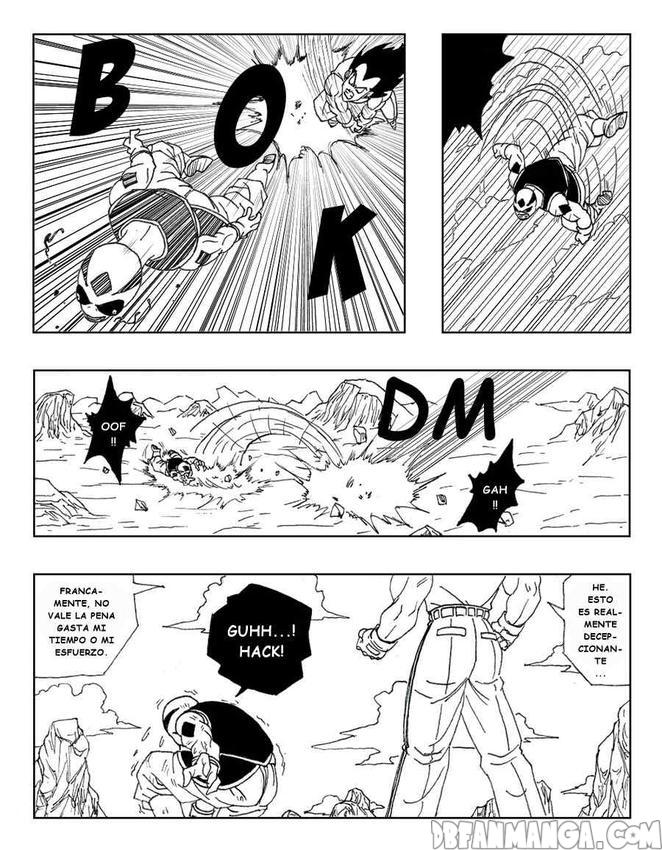 BOK
DM
GAH
!!
OOF
!!
HE.
ESTO
ES REAL-
MENTE
DECEP-
CIONAN-
TE
...
GUHH...!
HACK!
FRANCA-
MENTE, NO
VALE LA PENA
GASTA MI
TIEMPO O MI
ESFUERZO.
DBFANMANGA.COM